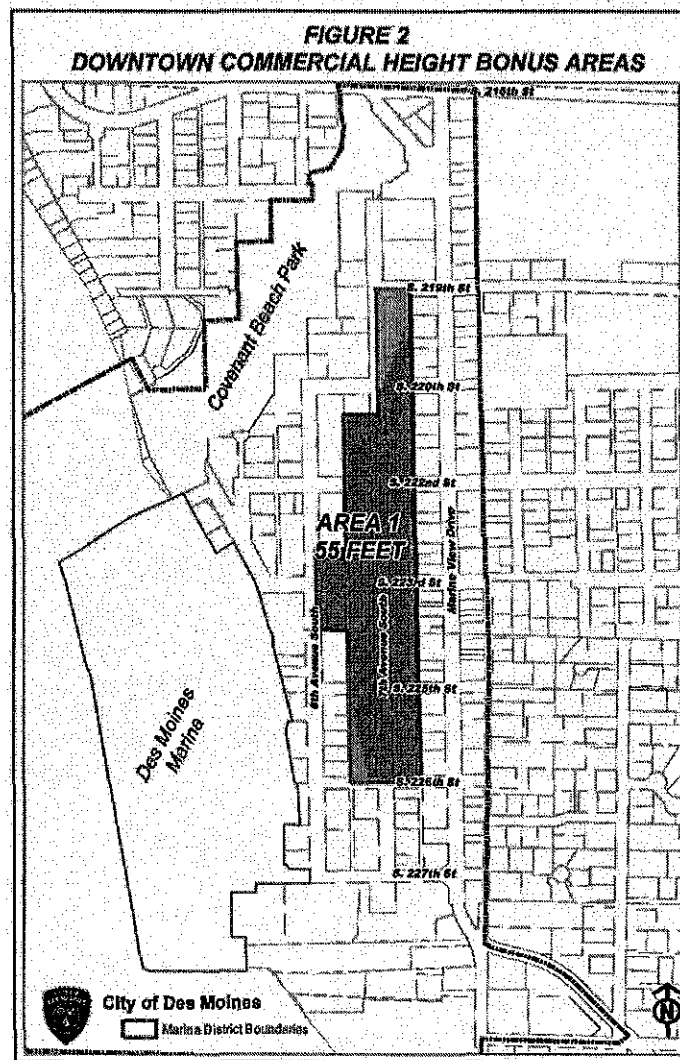 FIGURE 2
DOWNTOWN COMMERCIAL HEIGHT BONUS AREAS
S. 216th St
Covenant Beach Park
S. 219th St
S. 220th St
S. 222nd St
AREA 1
55 FEET
Marine View Drive
S. 223rd St
6th Avenue South
7th Avenue South
S. 225th St
Des Moines
Marina
S. 226th St
S. 227th St
City of Des Moines
Marina District Boundaries
N